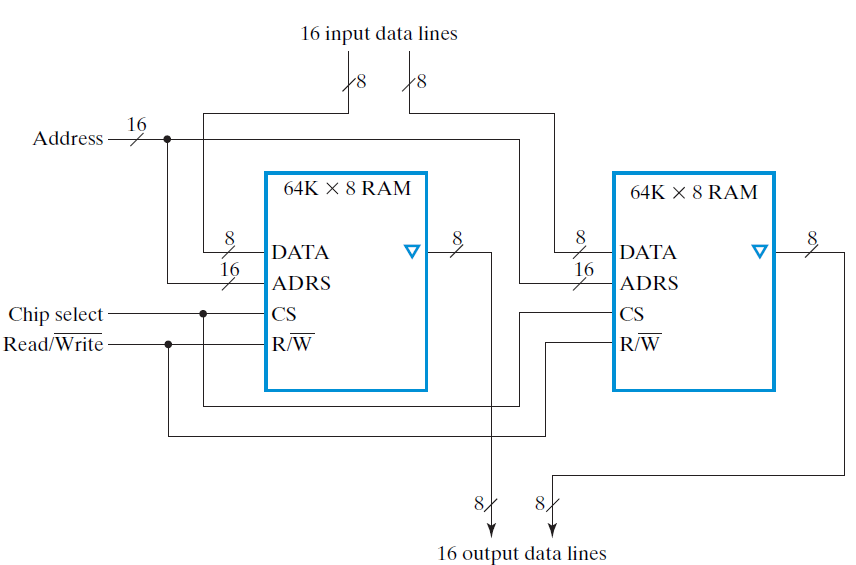 16 input data lines
8 8
16
Address
64K × 8 RAM
64K × 8 RAM
8
DATA
8
8
DATA
8
16
ADRS
16
ADRS
Chip select
CS
CS
Read/W̅r̅i̅t̅e̅
R/W̅
R/W̅
8 8
16 output data lines